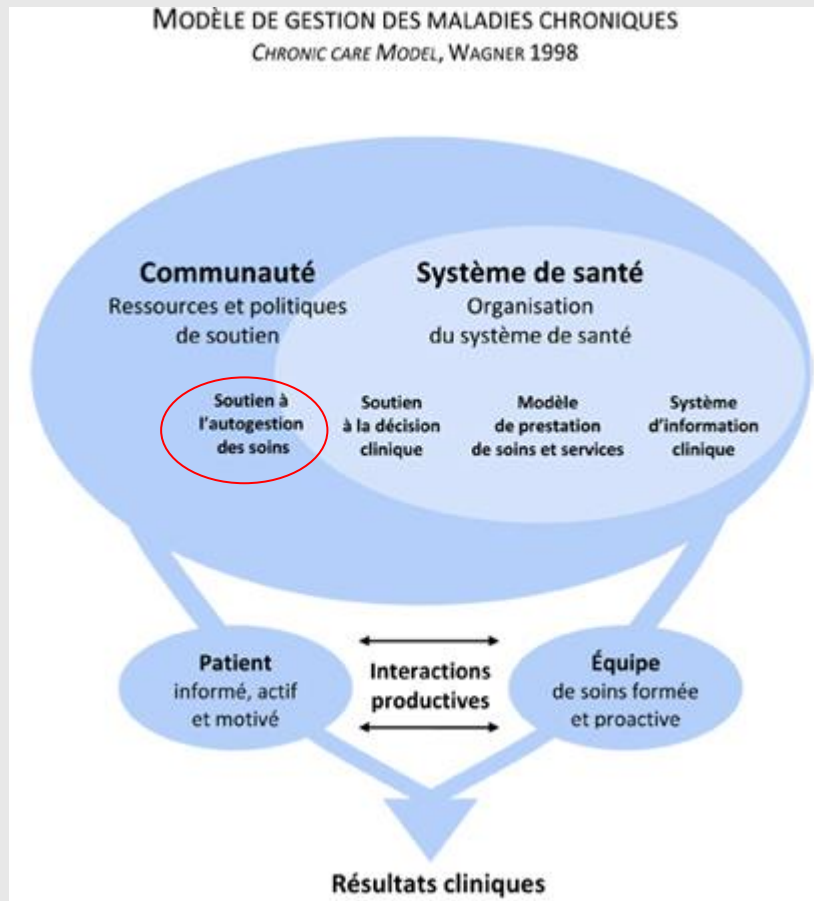 MODÈLE DE GESTION DES MALADIES CHRONIQUES
CHRONIC CARE MODEL, WAGNER 1998
Communauté
Ressources et politiques
de soutien
Système de santé
Organisation
du système de santé
Soutien à
l'autogestion
des soins
Soutien
à la décision
clinique
Modèle
de prestation
de soins et services
Système
d'information
clinique
Patient
informé, actif
et motivé
Interactions
productives
Équipe
de soins formée
et proactive
Résultats cliniques